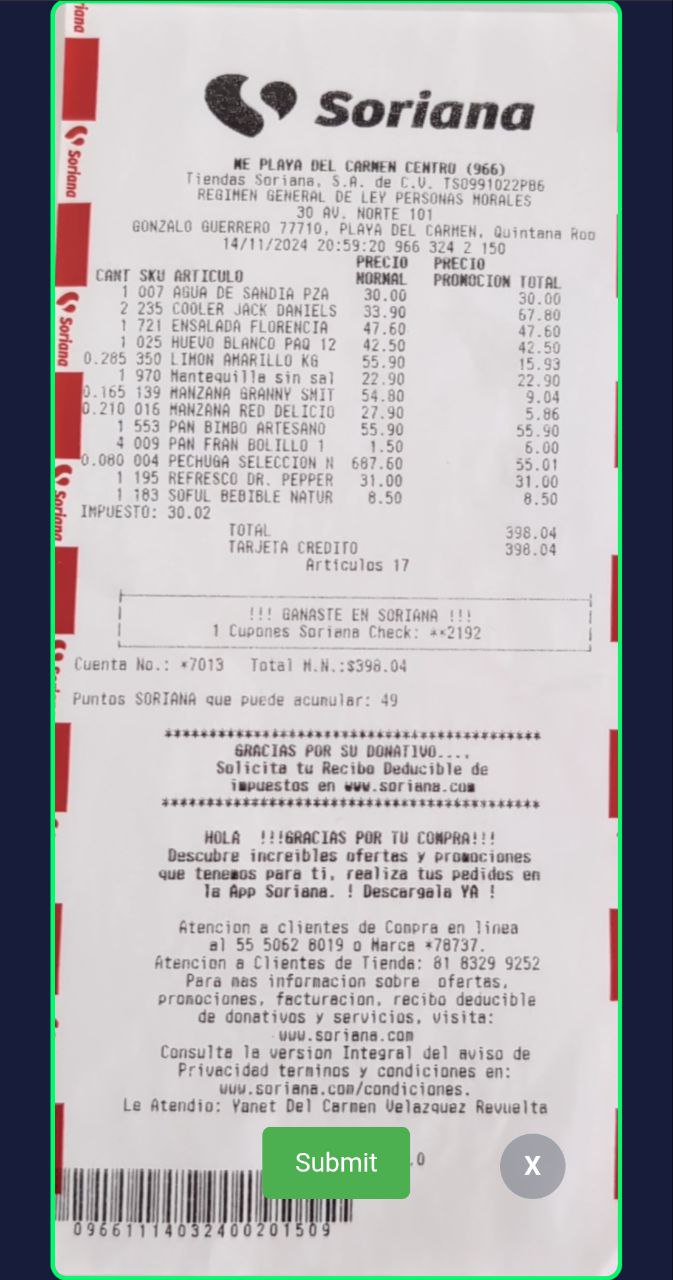 Soriana
ME PLAYA DEL CARMEN CENTRO (966)
Tiendas Soriana, S.A. de C.V. TSO991022PB6
REGIMEN GENERAL DE LEY PERSONAS MORALES
30 AV. NORTE 101
GONZALO GUERRERO 77710, PLAYA DEL CARMEN, Quintana Roo
14/11/2024 20:59:20 966 324 2 150
PRECIO PRECIO
CANT SKU ARTICULO NORMAL PROMOCION TOTAL
1 007 AGUA DE SANDIA PZA 30.00 30.00
2 235 COOLER JACK DANIELS 33.90 67.80
1 721 ENSALADA FLORENCIA 47.60 47.60
1 025 HUEVO BLANCO PAQ 12 42.50 42.50
0.285 350 LIMON AMARILLO KG 55.90 15.93
1 970 Mantequilla sin sal 22.90 22.90
0.165 139 MANZANA GRANNY SMIT 54.80 9.04
0.210 016 MANZANA RED DELICIO 27.90 5.86
1 553 PAN BIMBO ARTESANO 55.90 55.90
4 009 PAN FRAN BOLILLO 1 1.50 6.00
0.080 004 PECHUGA SELECCION N 687.60 55.01
1 195 REFRESCO DR. PEPPER 31.00 31.00
1 183 SOFUL BEBIBLE NATUR 8.50 8.50
IMPUESTO: 30.02
TOTAL 398.04
TARJETA CREDITO 398.04
Articulos 17
!!! GANASTE EN SORIANA !!!
1 Cupones Soriana Check: **2192
Cuenta No.: *7013 Total M.N.:$398.04
Puntos SORIANA que puede acumular: 49
*******************************************
GRACIAS POR SU DONATIVO....
Solicita tu Recibo Deducible de
impuestos en www.soriana.com
*******************************************
HOLA !!!GRACIAS POR TU COMPRA!!!
Descubre increibles ofertas y promociones
que tenemos para ti, realiza tus pedidos en
la App Soriana. ! Descargala YA !
Atencion a clientes de Compra en linea
al 55 5062 8019 o Marca *78737.
Atencion a Clientes de Tienda: 81 8329 9252
Para mas informacion sobre ofertas,
promociones, facturacion, recibo deducible
de donativos y servicios, visita:
www.soriana.com
Consulta la version Integral del aviso de
Privacidad terminos y condiciones en:
www.soriana.com/condiciones.
Le Atendio: Yanet Del Carmen Velazquez Revuelta
Submit
.0
X
09661114032400201509